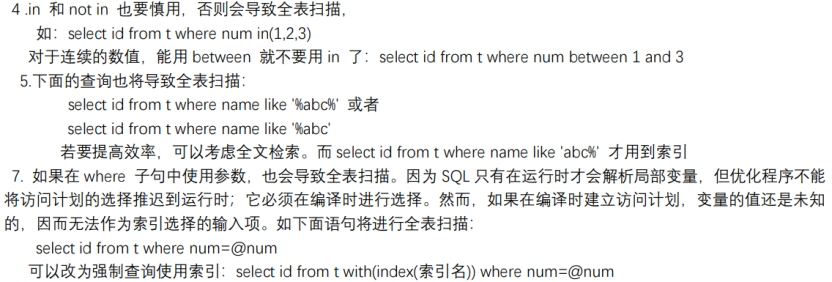 4 .in 和 not in 也要慎用，否则会导致全表扫描，
如：select id from t where num in(1,2,3)
对于连续的数值，能用 between 就不要用 in 了：select id from t where num between 1 and 3
5.下面的查询也将导致全表扫描：
select id from t where name like '%abc%' 或者
select id from t where name like '%abc'
若要提高效率，可以考虑全文检索。而 select id from t where name like 'abc%' 才用到索引
7. 如果在 where 子句中使用参数，也会导致全表扫描。因为 SQL 只有在运行时才会解析局部变量，但优化程序不能
将访问计划的选择推迟到运行时；它必须在编译时进行选择。然而，如果在编译时建立访问计划，变量的值还是未知
的，因而无法作为索引选择的输入项。如下面语句将进行全表扫描：
select id from t where num=@num
可以改为强制查询使用索引：select id from t with(index(索引名)) where num=@num